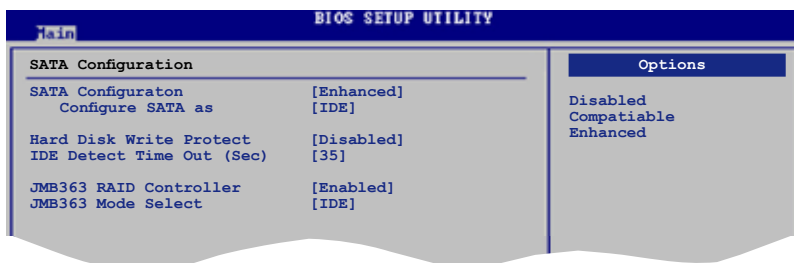 BIOS SETUP UTILITY
Main
SATA Configuration
SATA Configuraton [Enhanced]
Configure SATA as [IDE]
Hard Disk Write Protect [Disabled]
IDE Detect Time Out (Sec) [35]
JMB363 RAID Controller [Enabled]
JMB363 Mode Select [IDE]
Options
Disabled
Compatiable
Enhanced